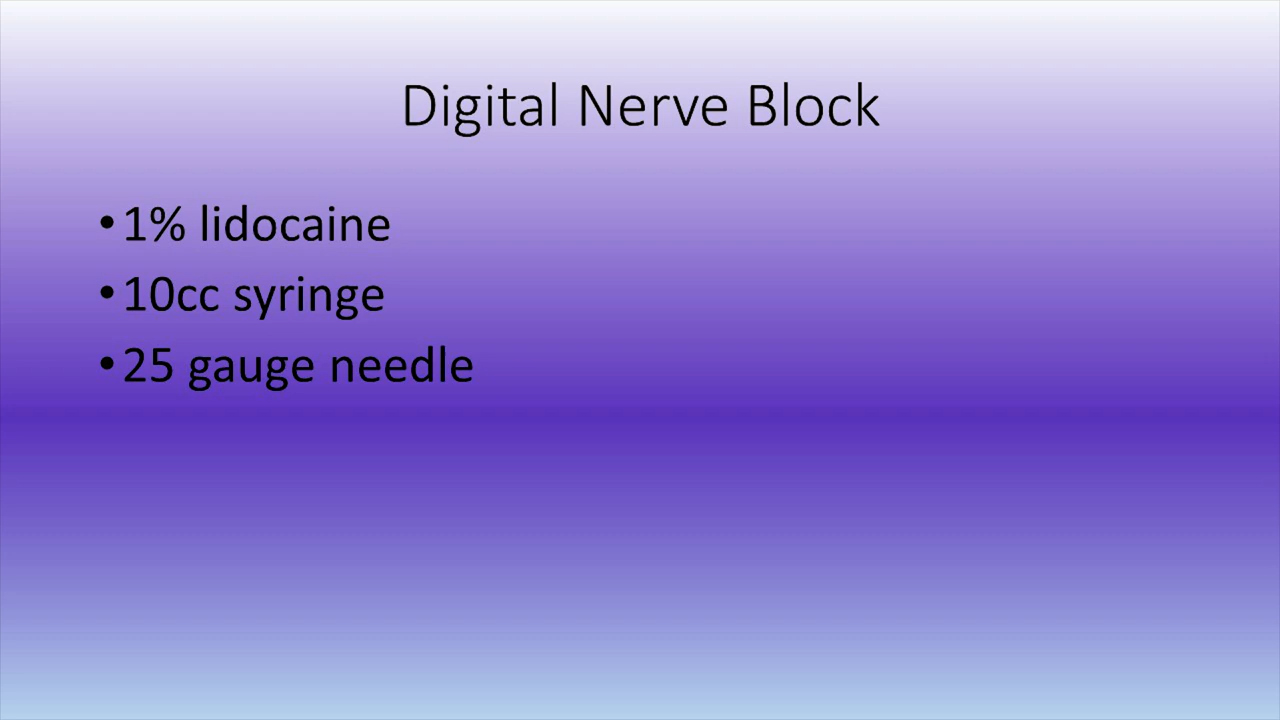 Digital Nerve Block
•1% lidocaine
•10cc syringe
•25 gauge needle